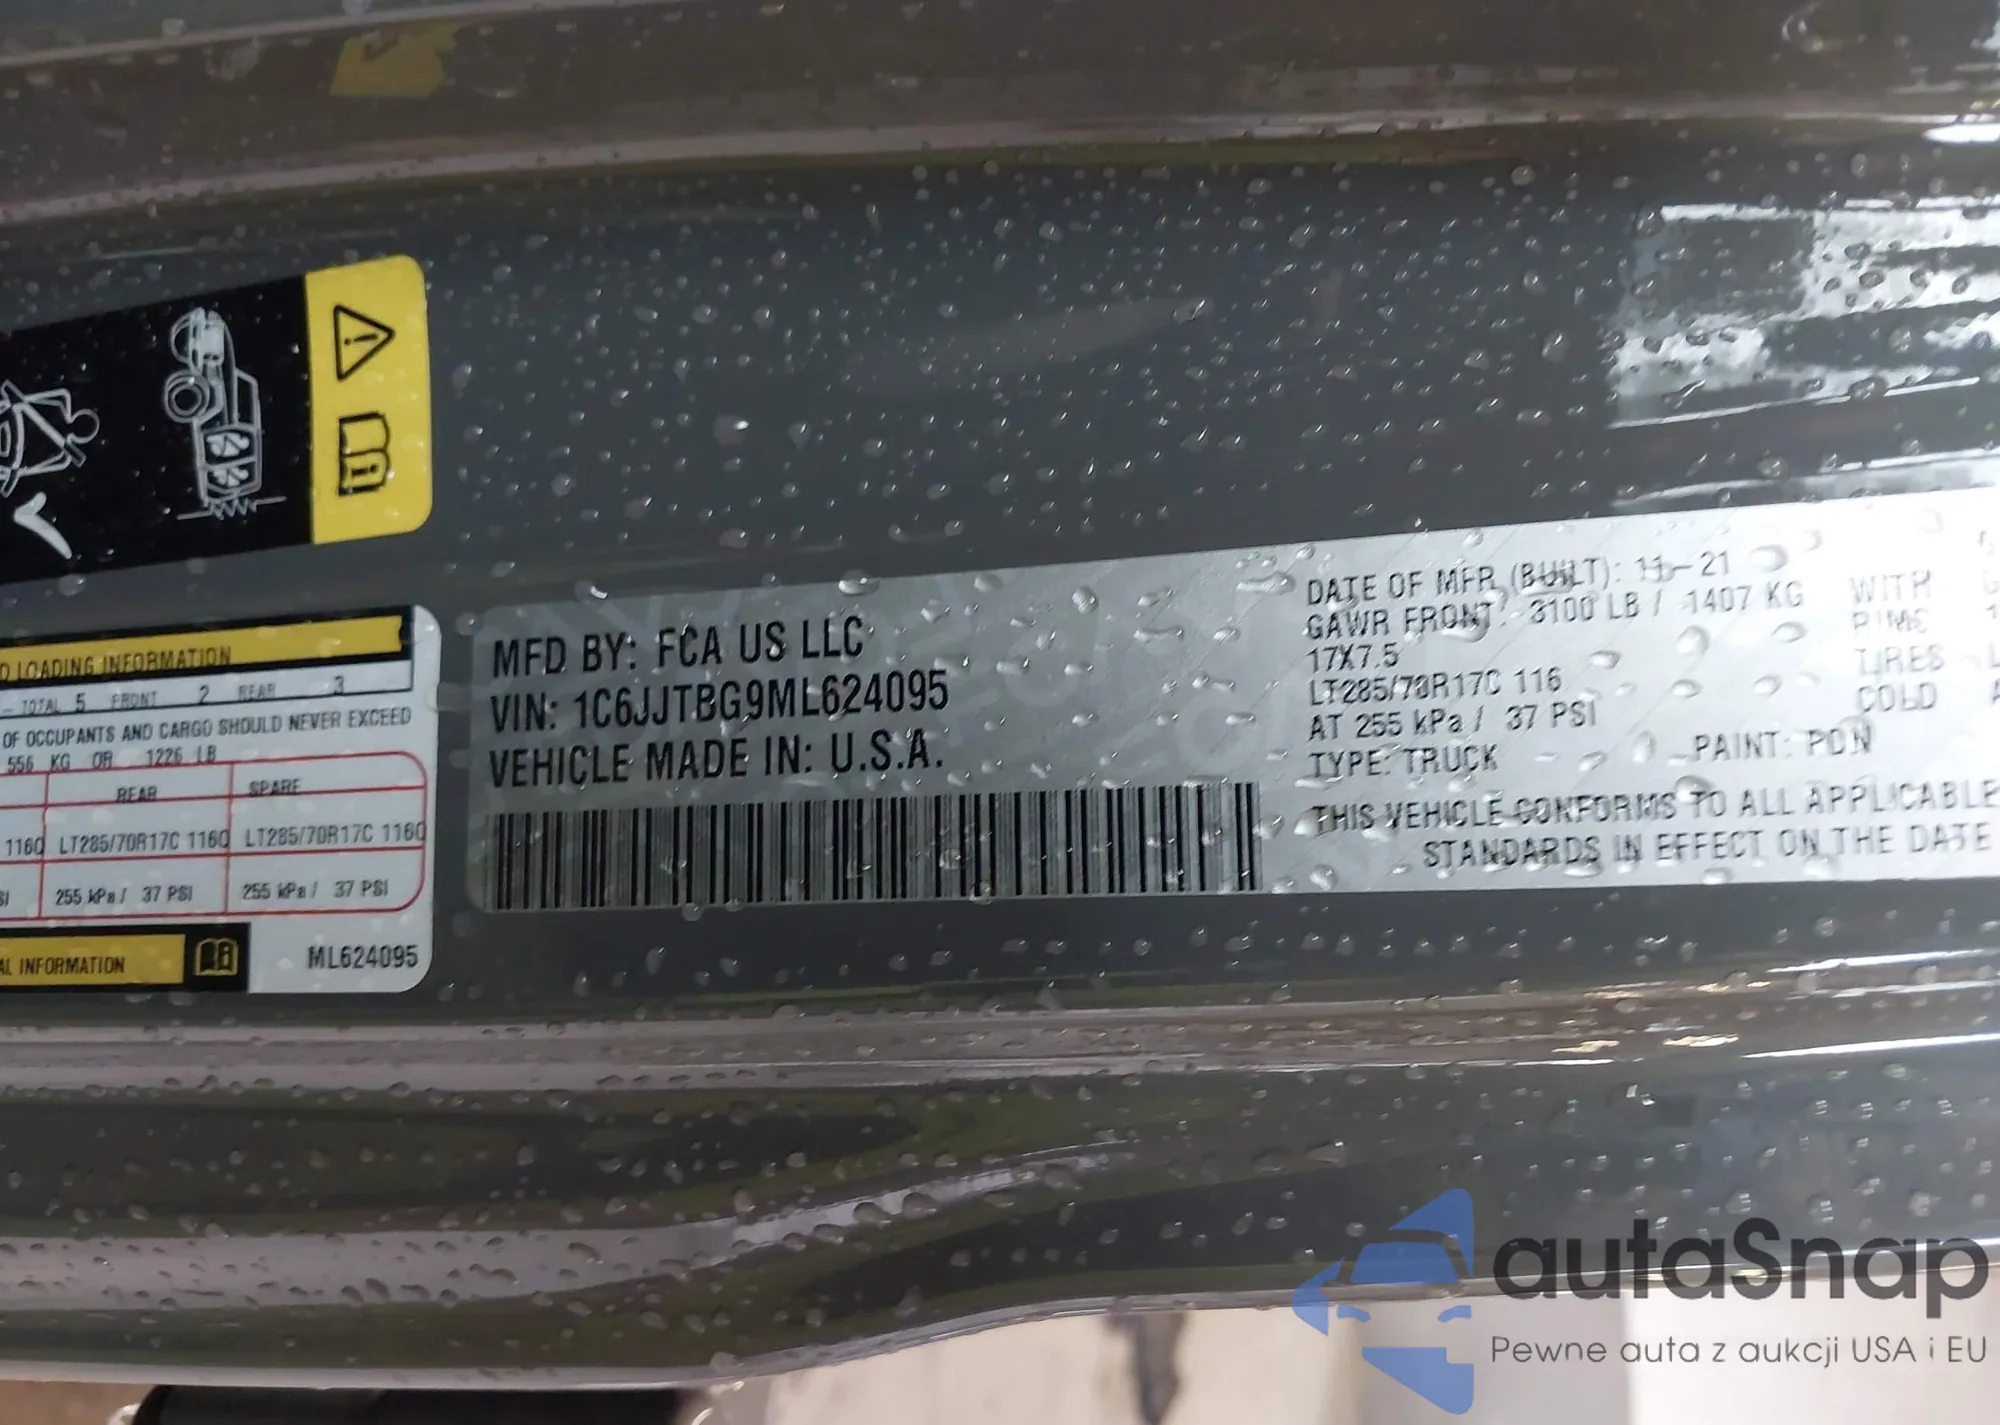 D LOADING INFORMATION
TOTAL 5 FRONT 2 REAR 3
OF OCCUPANTS AND CARGO SHOULD NEVER EXCEED
556 KG OR 1226 LB
REAR SPARE
116Q LT285/70R17C 116Q LT285/70R17C 116Q
SI 255 kPa / 37 PSI 255 kPa / 37 PSI
AL INFORMATION
ML624095
MFD BY: FCA US LLC
VIN: 1C6JJTBG9ML624095
VEHICLE MADE IN: U.S.A.
DATE OF MFR (BUILT): 11-21
GAWR FRONT: 3100 LB / 1407 KG WITH
17X7.5 RIMS
LT285/70R17C 116 TIRES
AT 255 kPa / 37 PSI COLD
TYPE: TRUCK PAINT: PDN
THIS VEHICLE CONFORMS TO ALL APPLICABLE
STANDARDS IN EFFECT ON THE DATE
autaSnap
Pewne auta z aukcji USA i EU